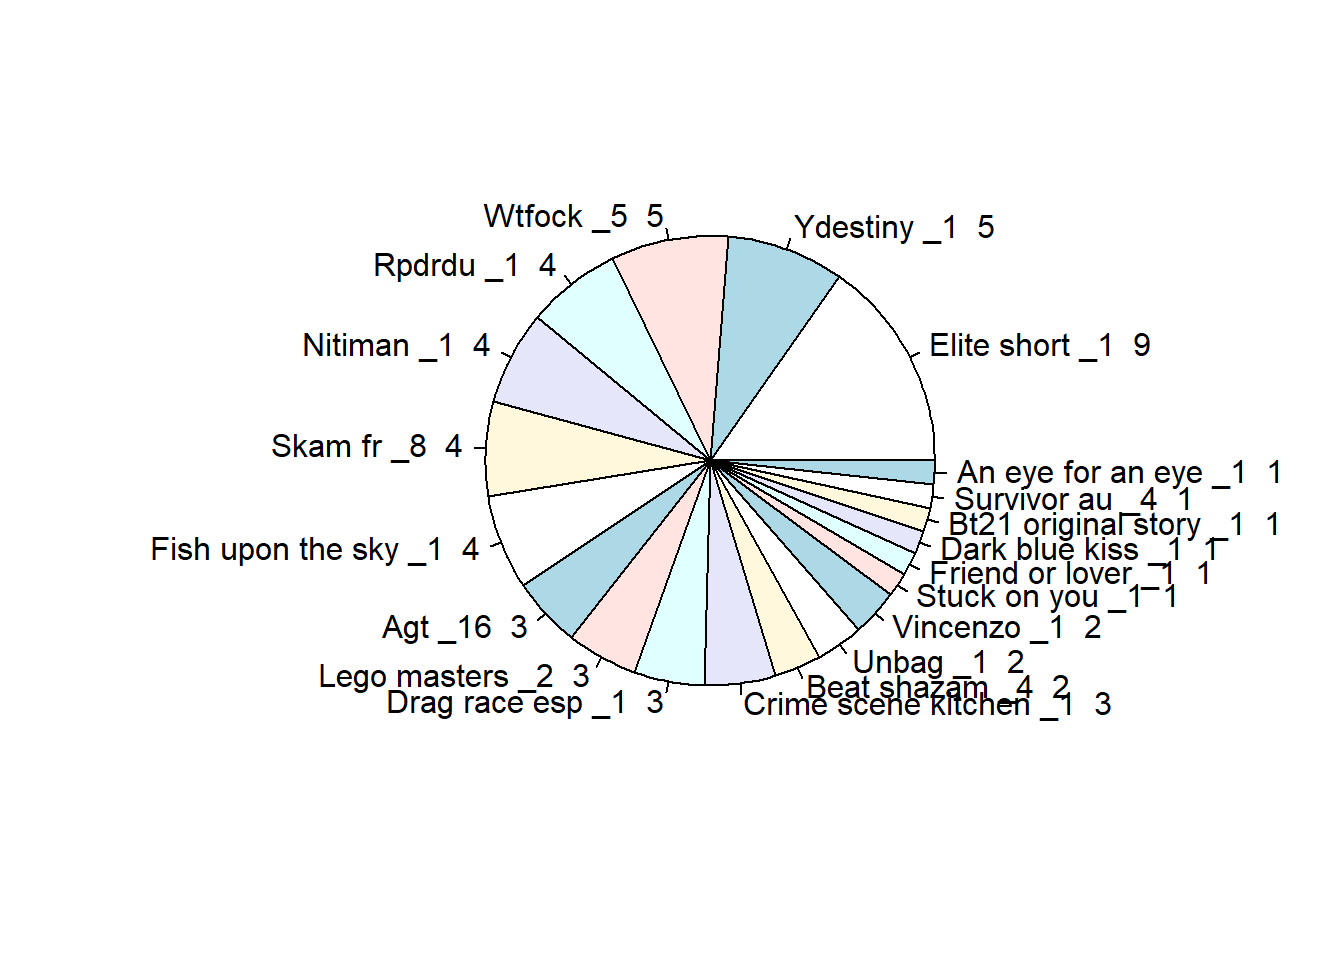 Wtfock _5  5
Ydestiny _1  5
Rpdrdu _1  4
Nitiman _1  4
Elite short _1  9
Skam fr _8  4
An eye for an eye _1  1
Survivor au _4  1
Bt21 original story _1  1
Fish upon the sky _1  4
Dark blue kiss _1  1
Friend or lover _1  1
Stuck on you _1  1
Agt _16  3
Vincenzo _1  2
Unbag _1  2
Lego masters _2  3
Beat shazam _4  2
Drag race esp _1  3
Crime scene kitchen _1  3